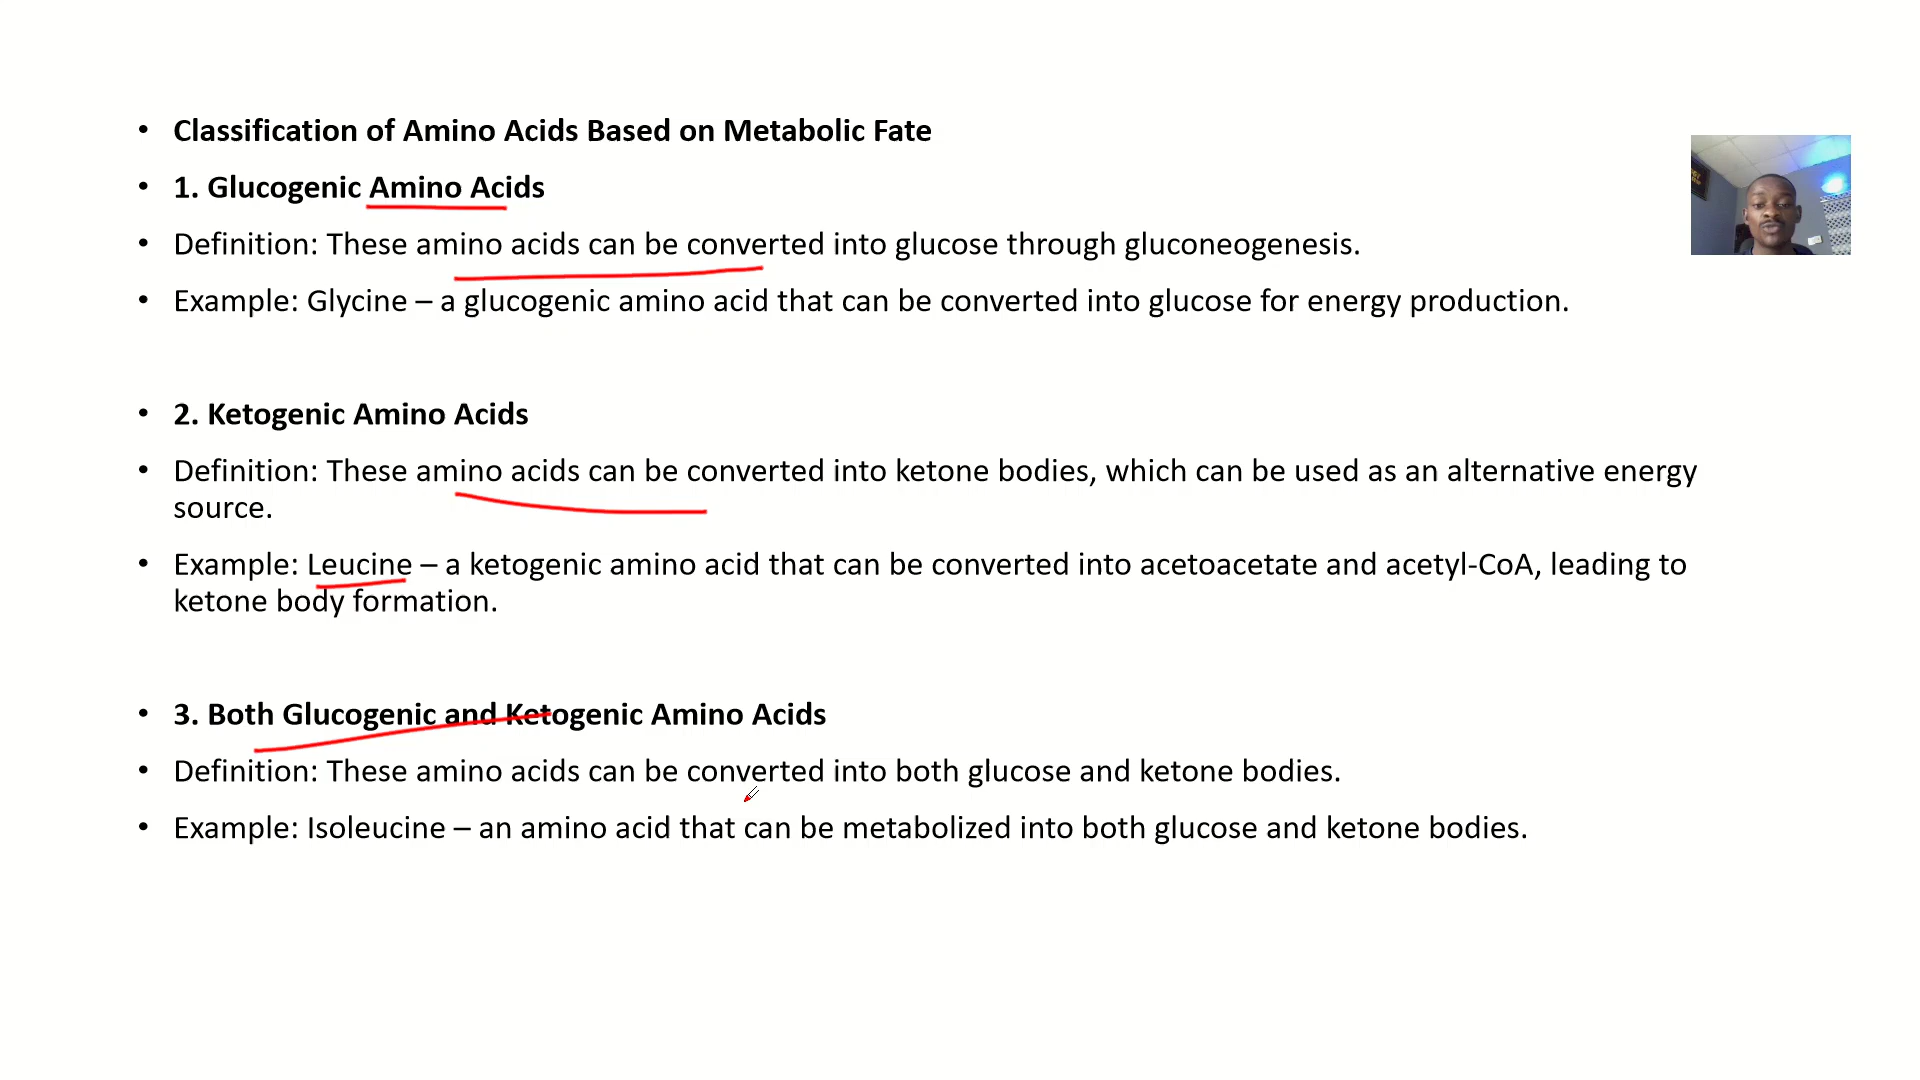 • Classification of Amino Acids Based on Metabolic Fate
• 1. Glucogenic Amino Acids
• Definition: These amino acids can be converted into glucose through gluconeogenesis.
• Example: Glycine – a glucogenic amino acid that can be converted into glucose for energy production.
• 2. Ketogenic Amino Acids
• Definition: These amino acids can be converted into ketone bodies, which can be used as an alternative energy
source.
• Example: Leucine – a ketogenic amino acid that can be converted into acetoacetate and acetyl-CoA, leading to
ketone body formation.
• 3. Both Glucogenic and Ketogenic Amino Acids
• Definition: These amino acids can be converted into both glucose and ketone bodies.
• Example: Isoleucine – an amino acid that can be metabolized into both glucose and ketone bodies.